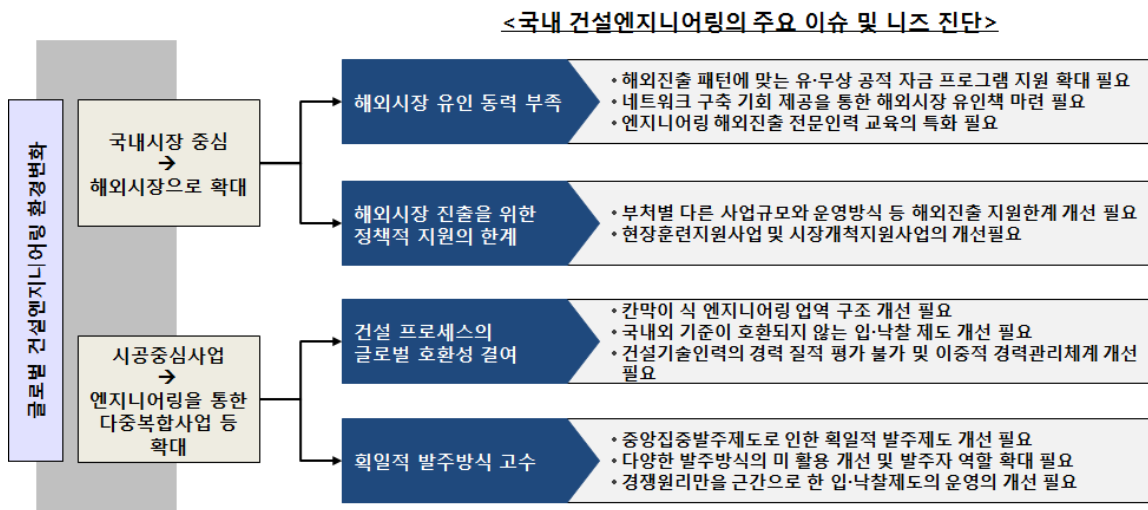 <국내 건설엔지니어링의 주요 이슈 및 니즈 진단>
글로벌 건설엔지니어링 환경변화
국내시장 중심
→
해외시장으로 확대
해외시장 유인 동력 부족
• 해외진출 패턴에 맞는 유·무상 공적 자금 프로그램 지원 확대 필요
• 네트워크 구축 기회 제공을 통한 해외시장 유인책 마련 필요
• 엔지니어링 해외진출 전문인력 교육의 특화 필요
해외시장 진출을 위한
정책적 지원의 한계
• 부처별 다른 사업규모와 운영방식 등 해외진출 지원한계 개선 필요
• 현장훈련지원사업 및 시장개척지원사업의 개선필요
시공중심사업
→
엔지니어링을 통한
다중복합사업 등
확대
건설 프로세스의
글로벌 호환성 결여
• 칸막이 식 엔지니어링 업역 구조 개선 필요
• 국내외 기준이 호환되지 않는 입·낙찰 제도 개선 필요
• 건설기술인력의 경력 질적 평가 불가 및 이중적 경력관리체계 개선
필요
획일적 발주방식 고수
• 중앙집중발주제도로 인한 획일적 발주제도 개선 필요
• 다양한 발주방식의 미 활용 개선 및 발주자 역할 확대 필요
• 경쟁원리만을 근간으로 한 입·낙찰제도의 운영의 개선 필요